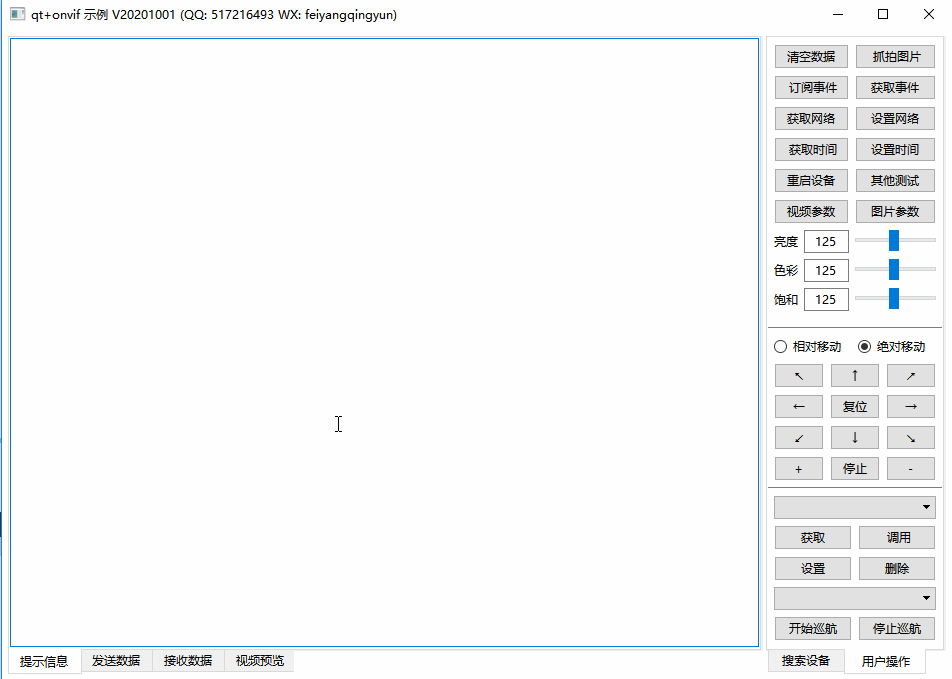 qt+onvif 示例 V20201001 (QQ: 517216493 WX: feiyangqingyun)
清空数据 抓拍图片
订阅事件 获取事件
获取网络 设置网络
获取时间 设置时间
重启设备 其他测试
视频参数 图片参数
亮度 125
色彩 125
饱和 125
相对移动 绝对移动
↖ ↑ ↗
← 复位 →
↙ ↓ ↘
+ 停止 -
获取 调用
设置 删除
开始巡航 停止巡航
提示信息 发送数据 接收数据 视频预览 搜索设备 用户操作